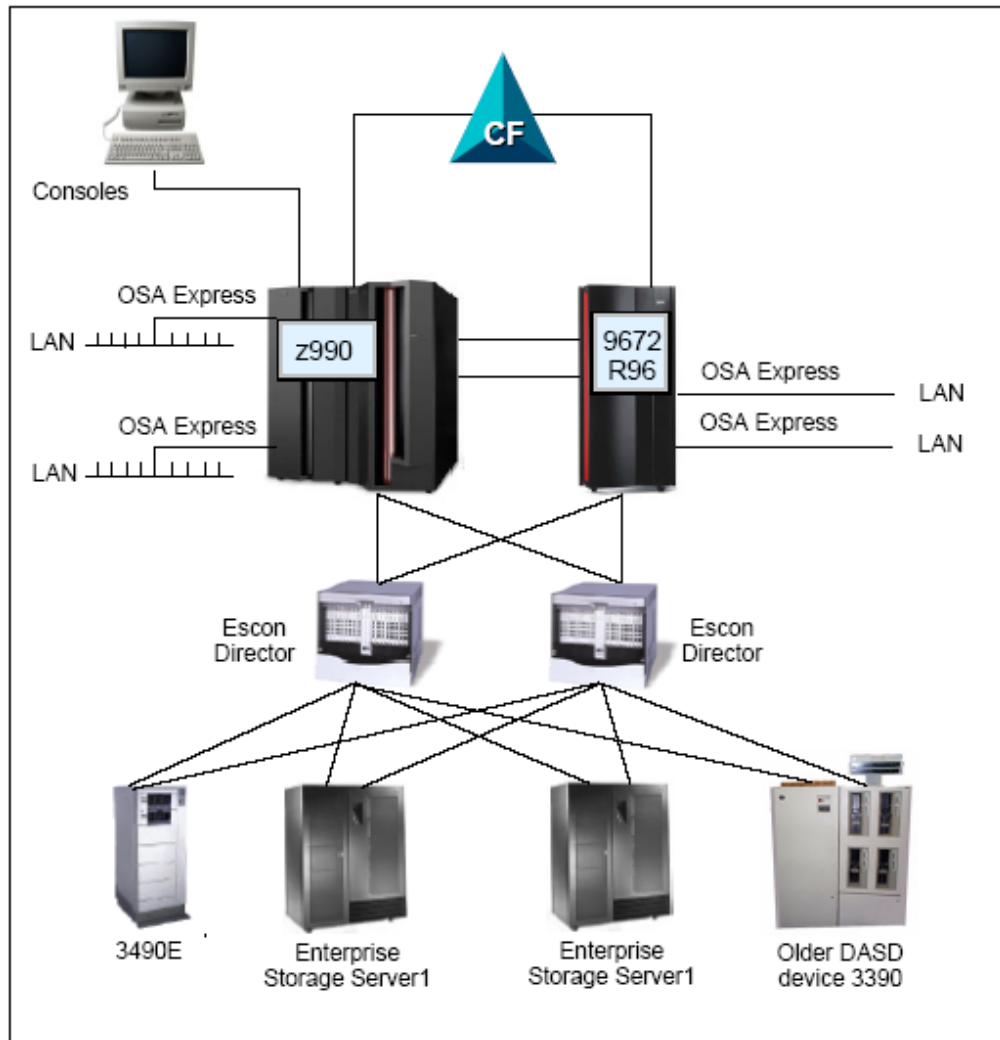 CF
Consoles
OSA Express
LAN
z990
9672
R96
OSA Express
LAN
OSA Express
LAN
OSA Express
LAN
Escon
Director
Escon
Director
3490E
Enterprise
Storage Server1
Enterprise
Storage Server1
Older DASD
device 3390